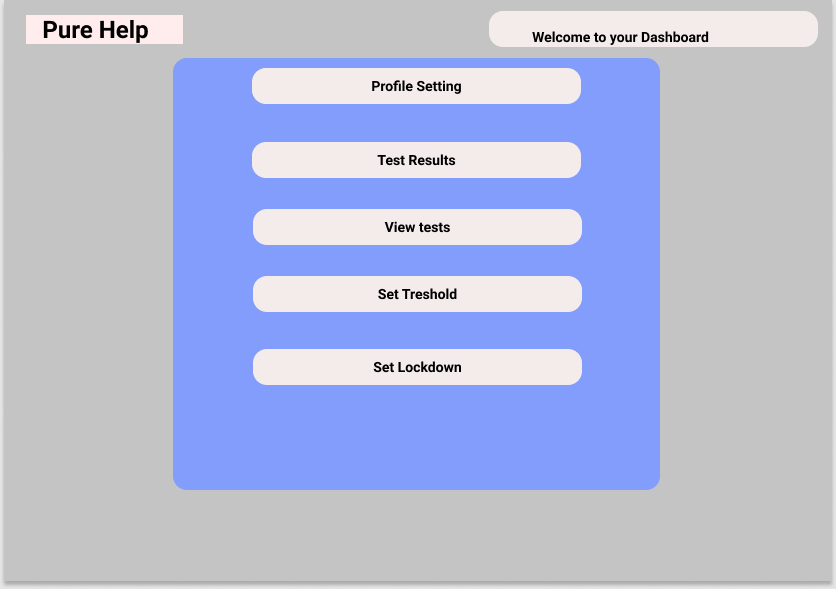 Pure Help
Welcome to your Dashboard
Profile Setting
Test Results
View tests
Set Treshold
Set Lockdown